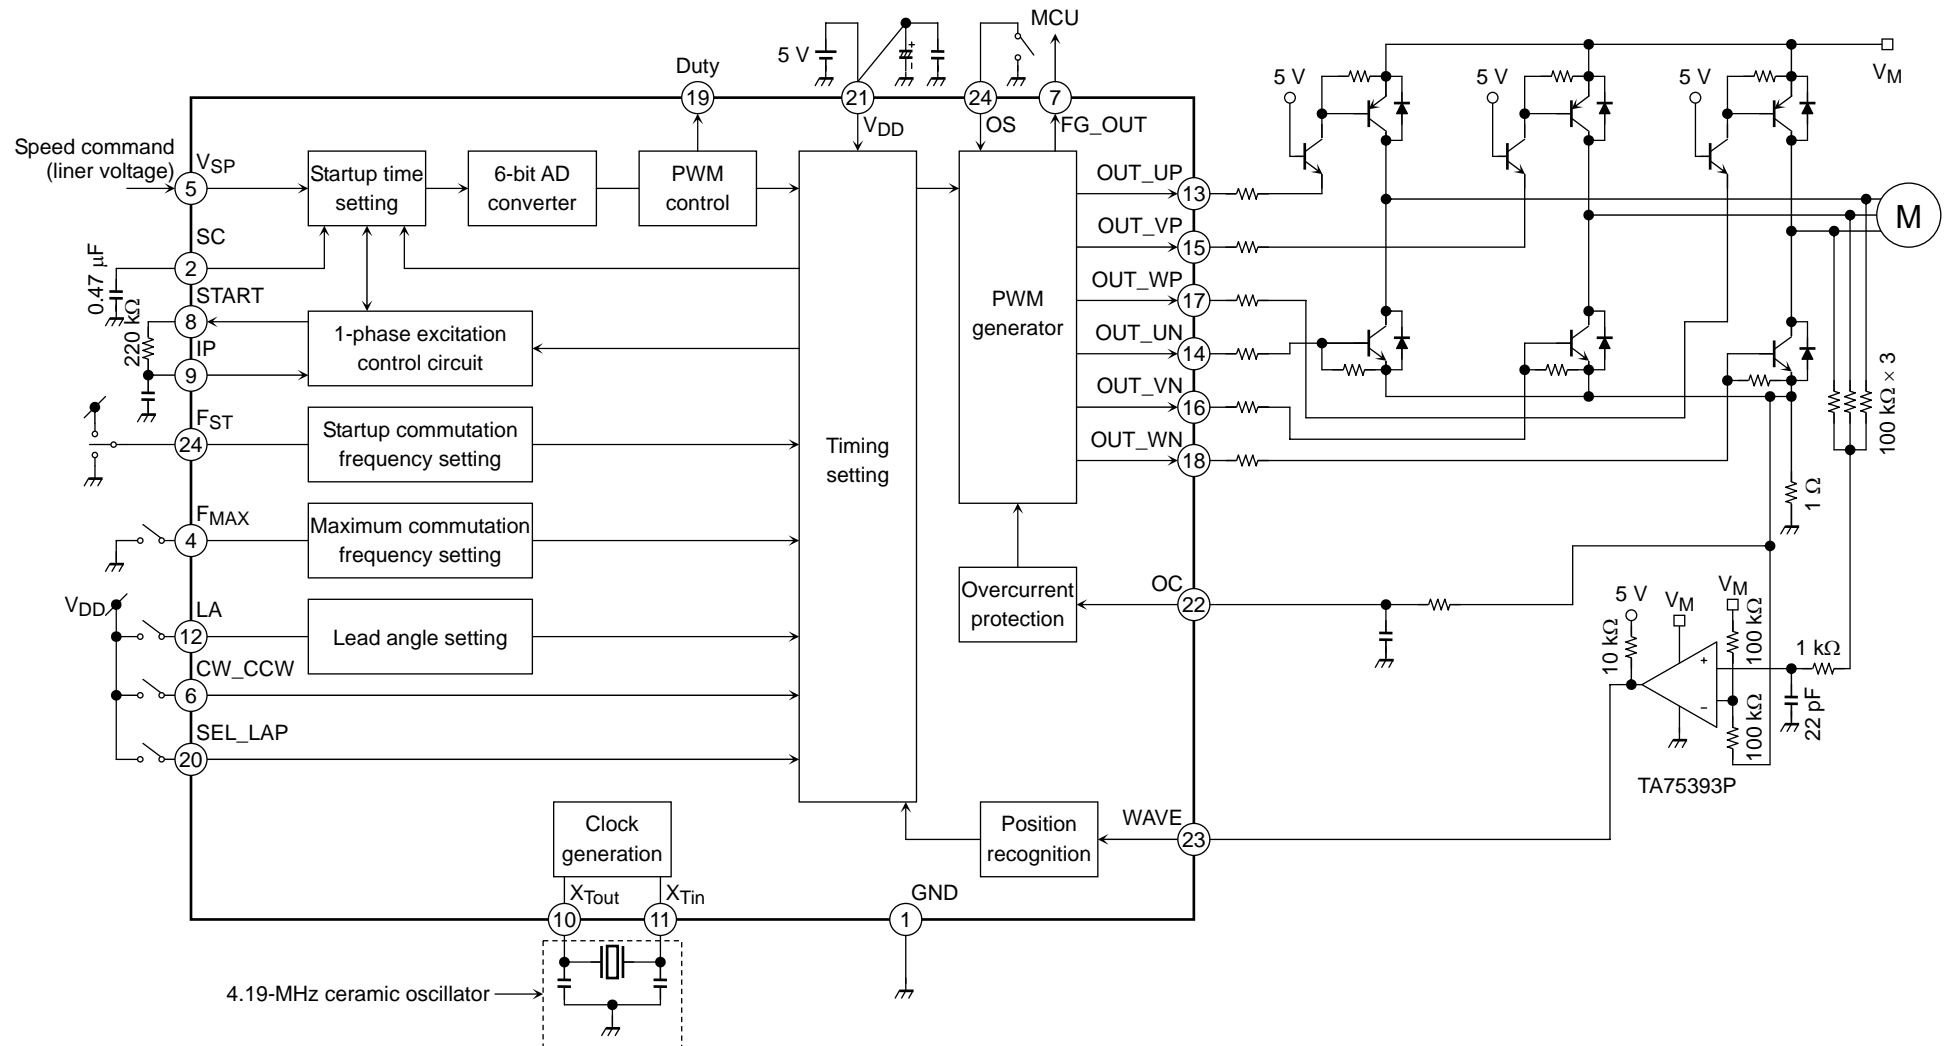 MCU
5 V
Duty
19
21
24
7
VDD
OS
FG_OUT
5 V
5 V
5 V
VM
Speed command
(liner voltage)
VSP
5
Startup time
setting
6-bit AD
converter
PWM
control
OUT_UP
13
M
SC
2
0.47 μF
OUT_VP
15
START
8
220 kΩ
IP
9
1-phase excitation
control circuit
PWM
generator
OUT_WP
17
OUT_UN
14
OUT_VN
16
OUT_WN
18
100 kΩ × 3
FST
24
Startup commutation
frequency setting
Timing
setting
1 Ω
FMAX
4
Maximum commutation
frequency setting
Overcurrent
protection
OC
22
VDD
LA
12
Lead angle setting
5 V
VM
VM
10 kΩ
100 kΩ
1 kΩ
+
−
100 kΩ
22 pF
CW_CCW
6
SEL_LAP
20
TA75393P
Clock
generation
Position
recognition
WAVE
23
XTout
XTin
10
11
GND
1
4.19-MHz ceramic oscillator